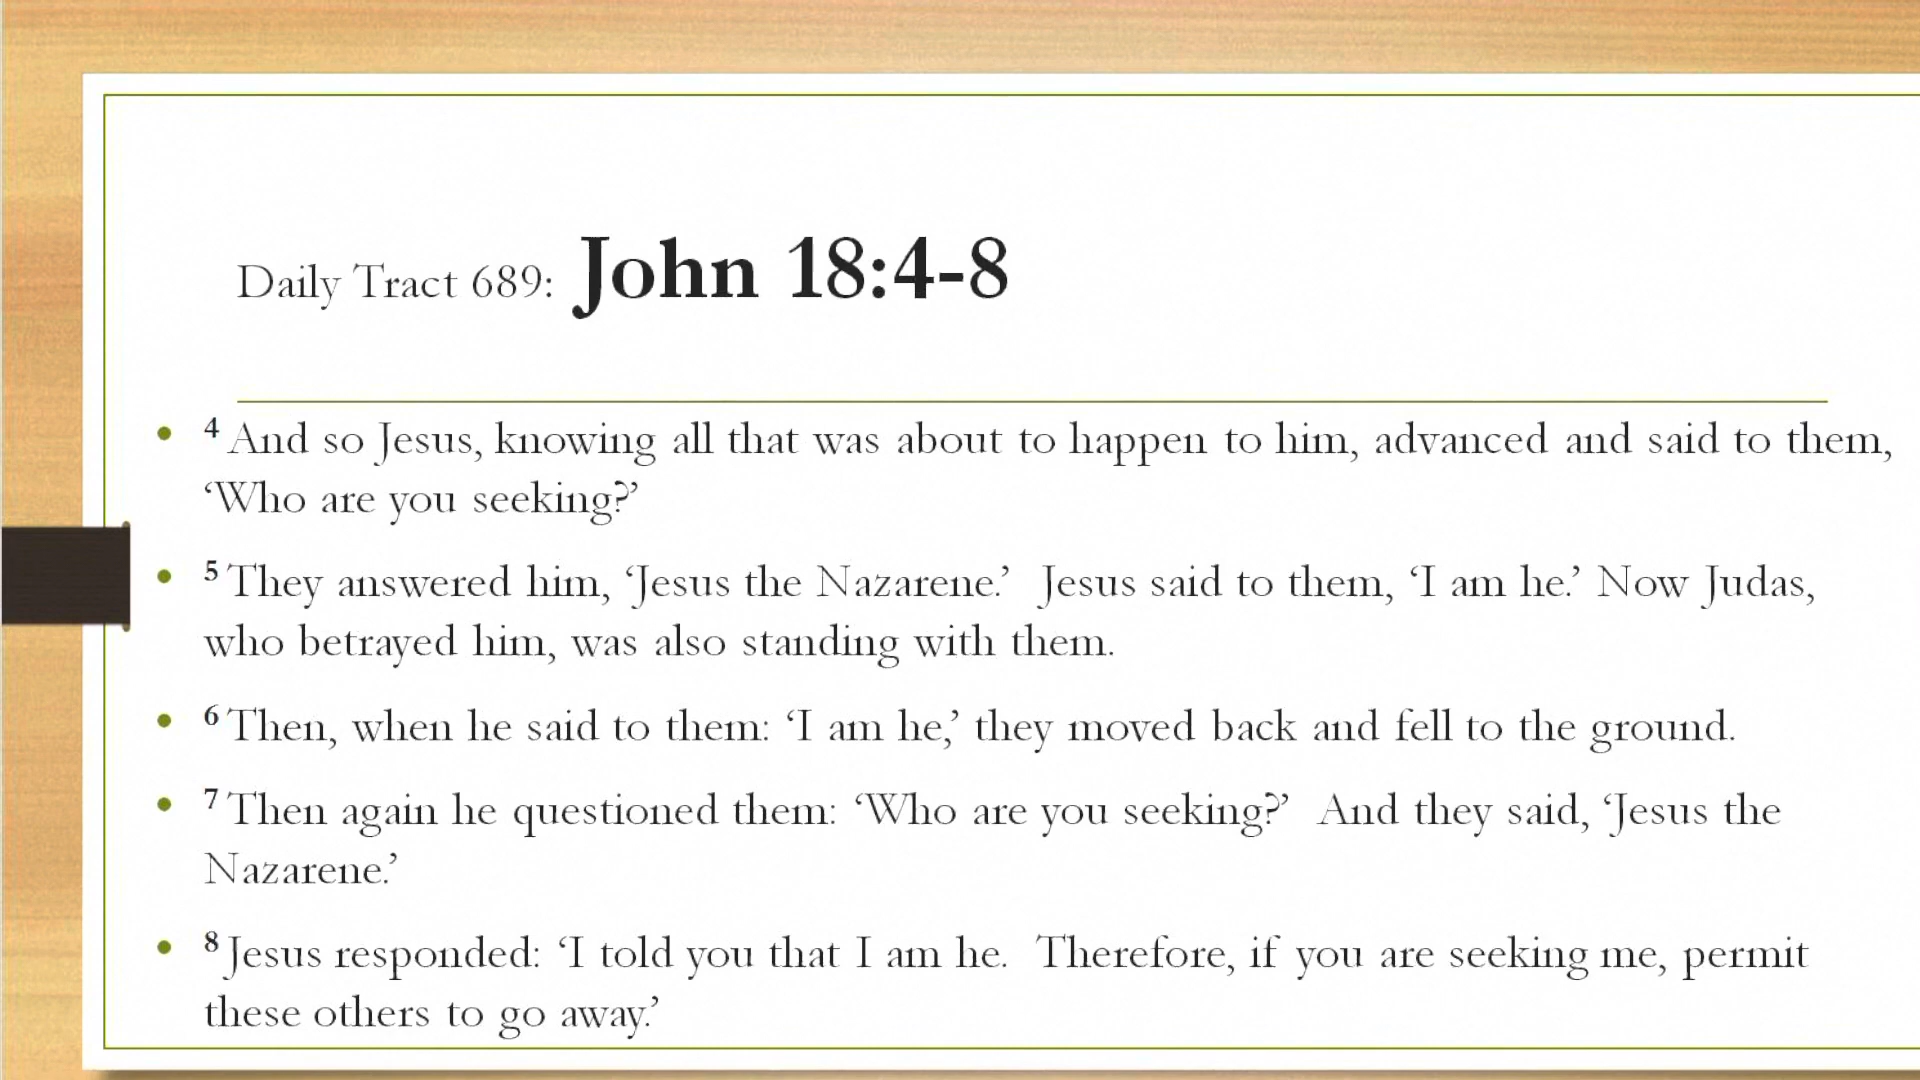 Daily Tract 689: John 18:4-8
• ⁴ And so Jesus, knowing all that was about to happen to him, advanced and said to them,
‘Who are you seeking?’
• ⁵ They answered him, ‘Jesus the Nazarene.’  Jesus said to them, ‘I am he.’ Now Judas,
who betrayed him, was also standing with them.
• ⁶ Then, when he said to them: ‘I am he,’ they moved back and fell to the ground.
• ⁷ Then again he questioned them: ‘Who are you seeking?’  And they said, ‘Jesus the
Nazarene.’
• ⁸ Jesus responded: ‘I told you that I am he.  Therefore, if you are seeking me, permit
these others to go away.’